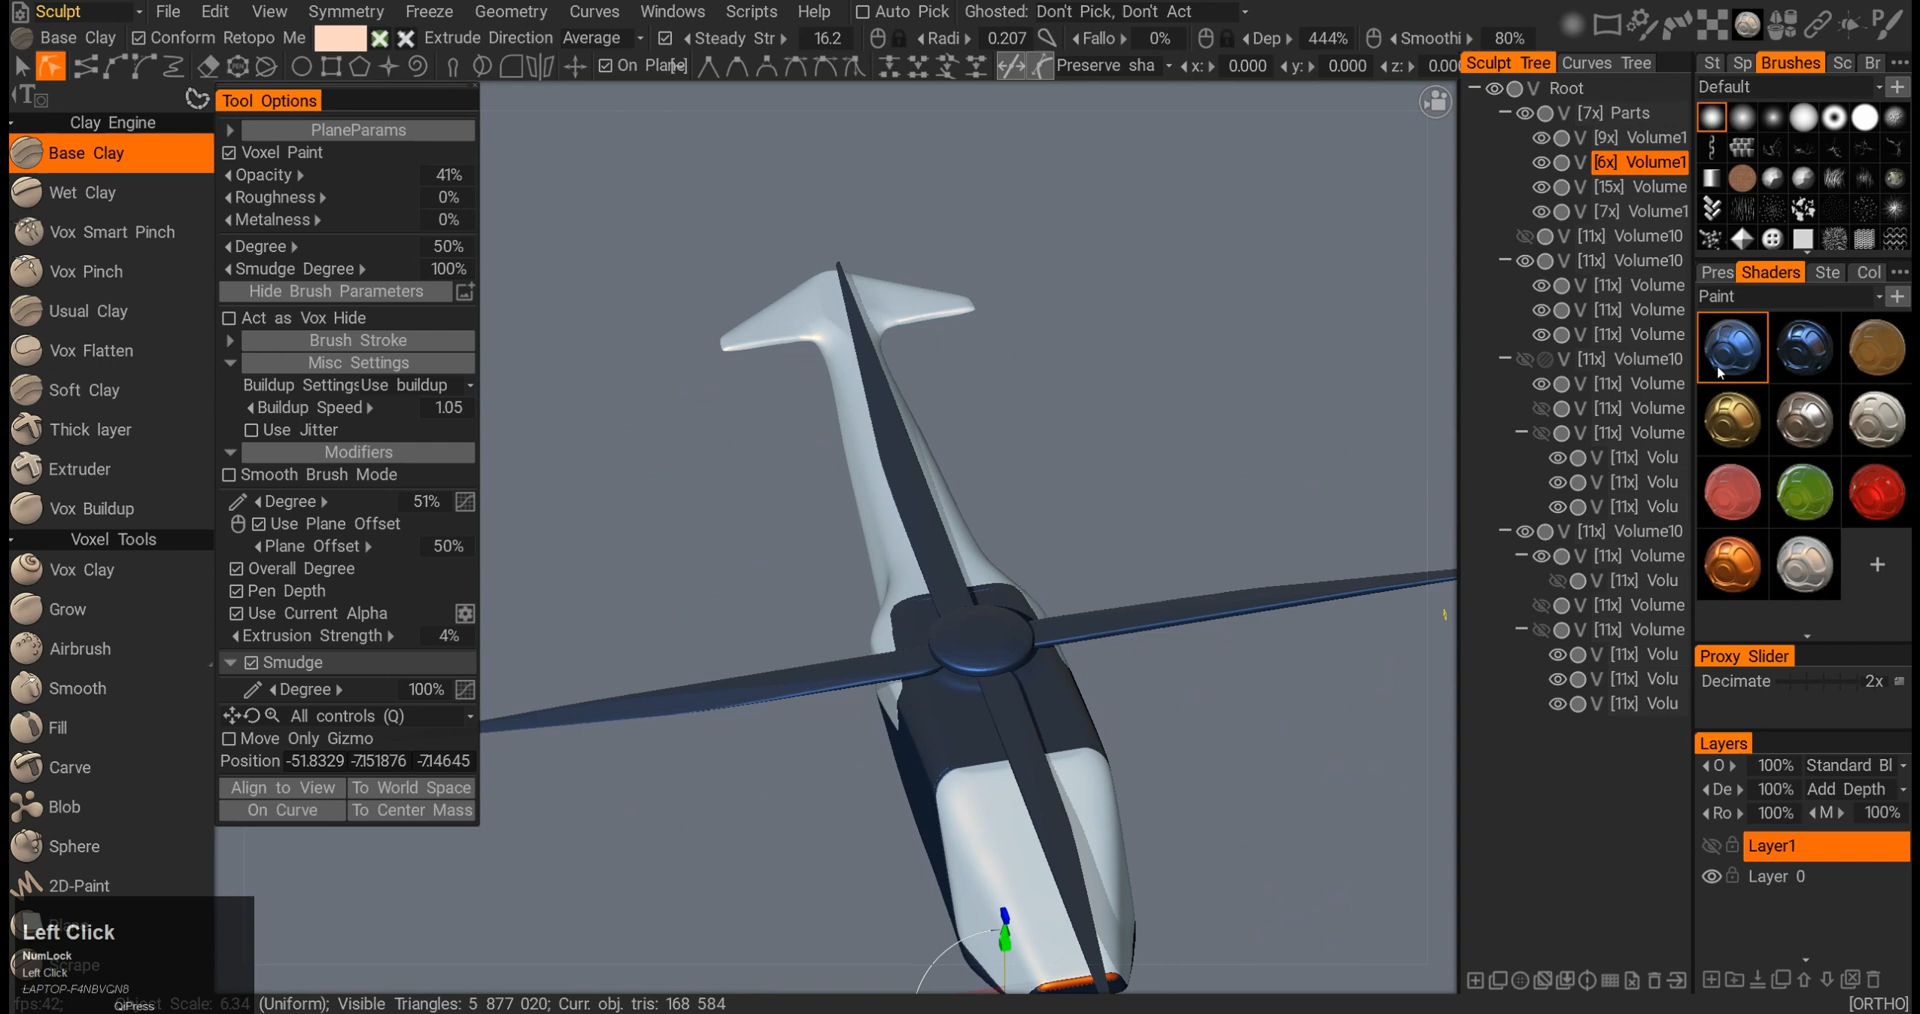 Sculpt File Edit View Symmetry Freeze Geometry Curves Windows Scripts Help Auto Pick Ghosted: Don't Pick, Don't Act
Base Clay Conform Retopo Me Extrude Direction Average Steady Str 16.2 Radi 0.207 Fallo 0% Dep 444% Smoothi 80%
On Plane Preserve sha x: 0.000 y: 0.000 z: 0.00
Clay Engine
Base Clay
Wet Clay
Vox Smart Pinch
Vox Pinch
Usual Clay
Vox Flatten
Soft Clay
Thick layer
Extruder
Vox Buildup
Voxel Tools
Vox Clay
Grow
Airbrush
Smooth
Fill
Carve
Blob
Sphere
2D-Paint
Scrape
Left Click
NumLock
Left Click
LAPTOP-F4NBVGN8
QiPress
Tool Options
PlaneParams
Voxel Paint
Opacity 41%
Roughness 0%
Metalness 0%
Degree 50%
Smudge Degree 100%
Hide Brush Parameters
Act as Vox Hide
Brush Stroke
Misc Settings
Buildup Settings Use buildup
Buildup Speed 1.05
Use Jitter
Modifiers
Smooth Brush Mode
Degree 51%
Use Plane Offset
Plane Offset 50%
Overall Degree
Pen Depth
Use Current Alpha
Extrusion Strength 4%
Smudge
Degree 100%
All controls (Q)
Move Only Gizmo
Position -51.8329 -7.51876 -7.14645
Align to View To World Space
On Curve To Center Mass
fps:42; Object Scale: 6.34 (Uniform); Visible Triangles: 5 877 020; Curr. obj. tris: 168 584
[ORTHO]
Sculpt Tree Curves Tree
Root
[7x] Parts
[9x] Volume1
[6x] Volume1
[15x] Volume
[7x] Volume1
[11x] Volume10
[11x] Volume10
[11x] Volume
[11x] Volume
[11x] Volume
[11x] Volume10
[11x] Volume
[11x] Volume
[11x] Volume
[11x] Volu
[11x] Volu
[11x] Volu
[11x] Volume10
[11x] Volume
[11x] Volu
[11x] Volume
[11x] Volume
[11x] Volu
[11x] Volu
[11x] Volu
St Sp Brushes Sc Br
Default
Pres Shaders Ste Col
Paint
Proxy Slider
Decimate 2x
Layers
O 100% Standard Bl
De 100% Add Depth
Ro 100% M 100%
Layer1
Layer 0